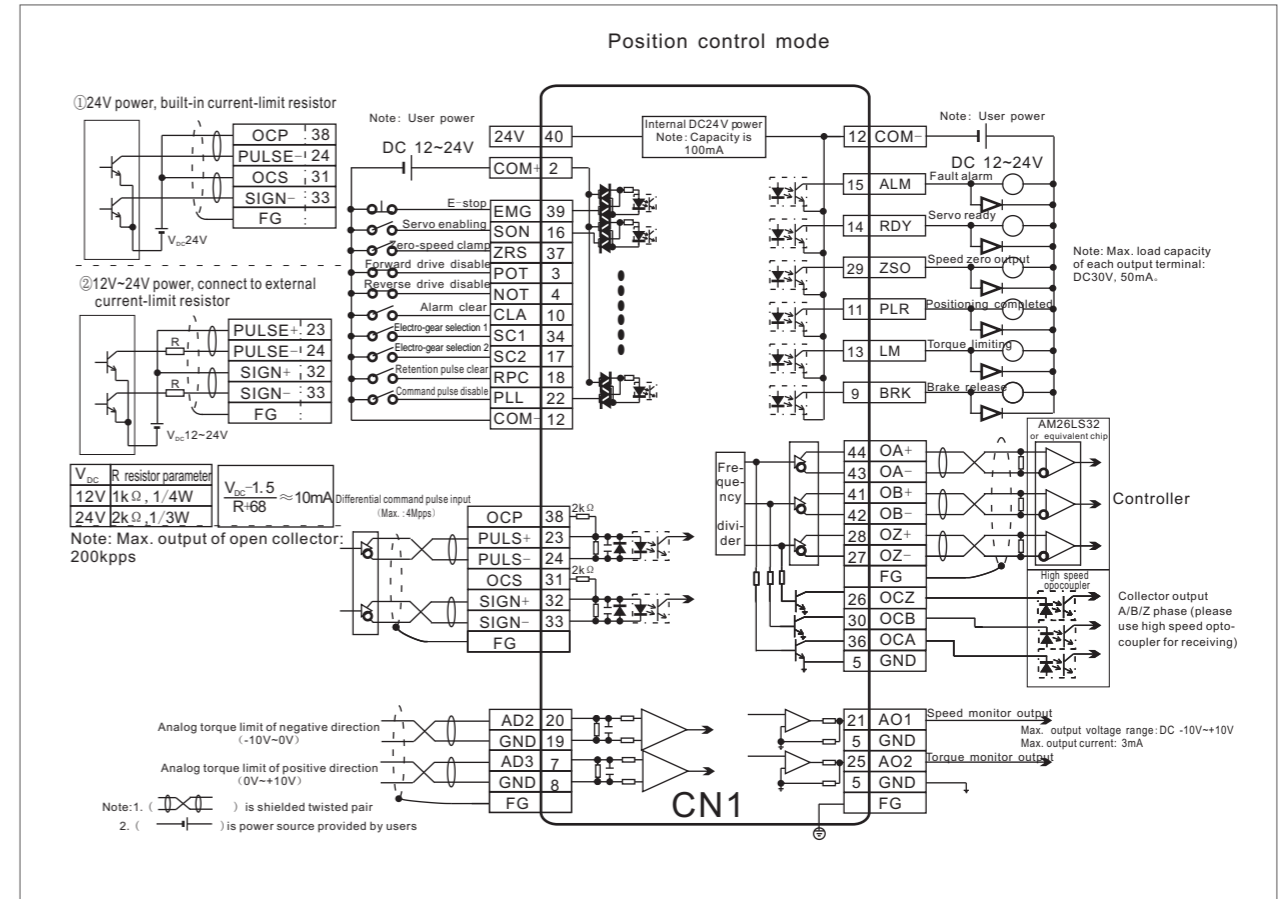 Position control mode
①24V power, built-in current-limit resistor
OCP 38
PULSE- 24
OCS 31
SIGN- 33
FG
VDC24V
②12V~24V power, connect to external
current-limit resistor
R
R
PULSE+ 23
PULSE- 24
SIGN+ 32
SIGN- 33
FG
VDC12~24V
VDC R resistor parameter
12V 1kΩ, 1/4W
24V 2kΩ,1/3W
VDC-1.5
R+68
≈10mA
Note: Max. output of open collector:
200kpps
Note: User power
DC 12~24V
24V 40
COM+ 2
E-stop EMG 39
Servo enabling SON 16
Zero-speed clamp ZRS 37
Forward drive disable POT 3
Reverse drive disable NOT 4
Alarm clear CLA 10
Electro-gear selection 1 SC1 34
Electro-gear selection 2 SC2 17
Retention pulse clear RPC 18
Command pulse disable PLL 22
COM- 12
Internal DC24V power
Note: Capacity is
100mA
Differential command pulse input
(Max. :4Mpps)
OCP 38 2kΩ
PULS+ 23
PULS- 24
OCS 31 2kΩ
SIGN+ 32
SIGN- 33
FG
Analog torque limit of negative direction
(-10V~0V)
Analog torque limit of positive direction
(0V~+10V)
AD2 20
GND 19
AD3 7
GND 8
FG
Note:1. ( ) is shielded twisted pair
2. ( ) is power source provided by users
CN1
12 COM-
Note: User power
DC 12~24V
15 ALM Fault alarm
14 RDY Servo ready
29 ZSO Speed zero output
11 PLR Positioning completed
13 LM Torque limiting
9 BRK Brake release
Note: Max. load capacity
of each output terminal:
DC30V, 50mA。
Fre-
que-
ncy
divi-
der
44 OA+
43 OA-
41 OB+
42 OB-
28 OZ+
27 OZ-
FG
26 OCZ
30 OCB
36 OCA
5 GND
AM26LS32
or equivalent chip
Controller
High speed
opocoupler
Collector output
A/B/Z phase (please
use high speed opto-
coupler for receiving)
21 AO1 Speed monitor output
5 GND
25 AO2 Torque monitor output
5 GND
FG
Max. output voltage range: DC -10V~+10V
Max. output current: 3mA